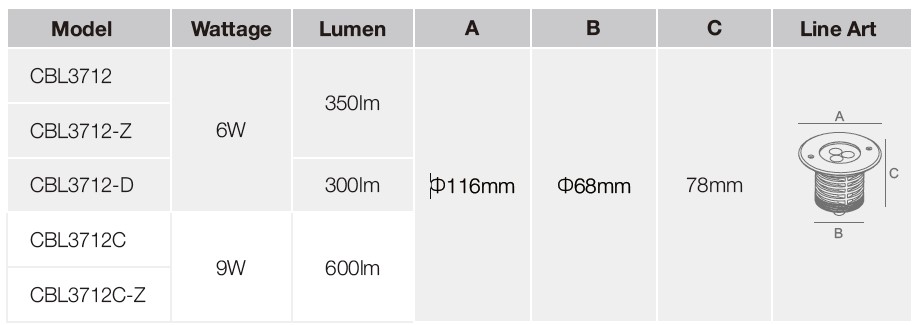 Model Wattage Lumen A B C Line Art
CBL3712
350lm
CBL3712-Z
6W
CBL3712-D 300lm
Φ116mm Φ68mm 78mm
CBL3712C
9W 600lm
CBL3712C-Z
A
C
B